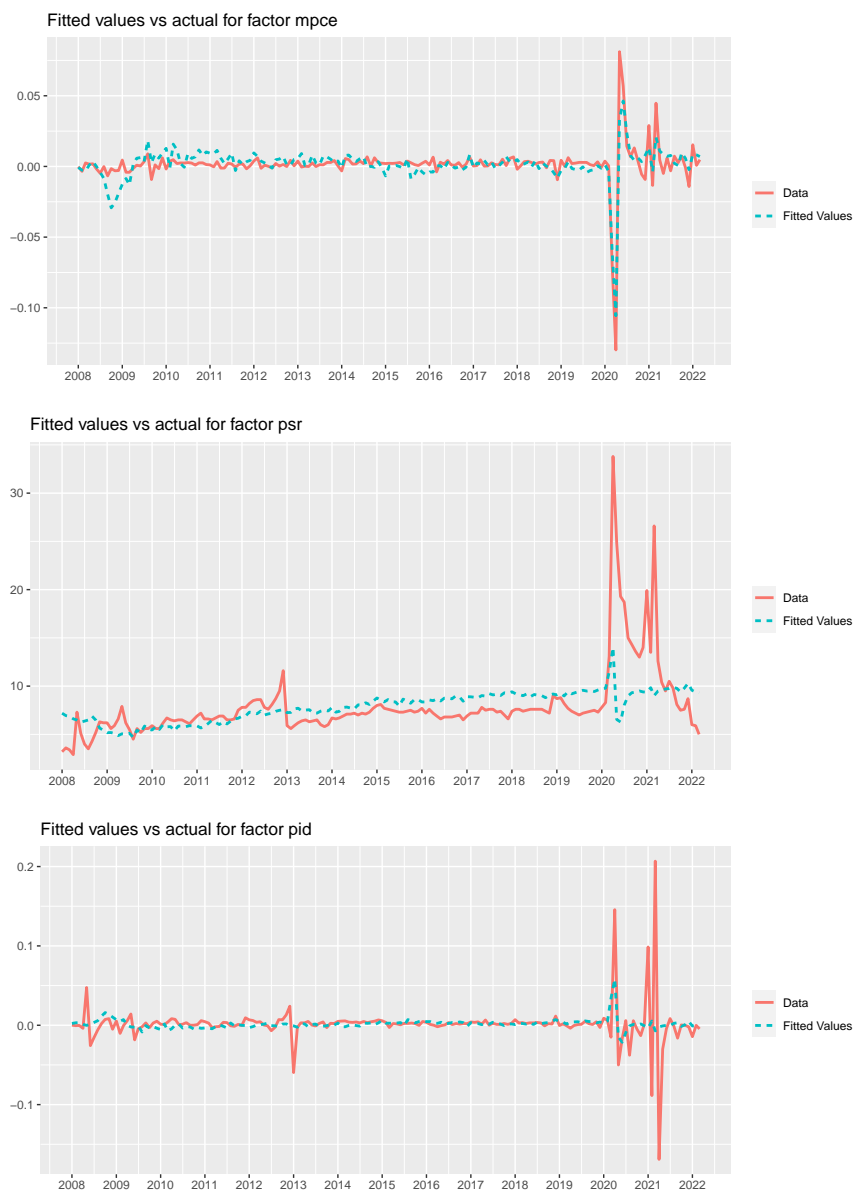 Fitted values vs actual for factor mpce
0.05
0.00
−0.05
−0.10
2008 2009 2010 2011 2012 2013 2014 2015 2016 2017 2018 2019 2020 2021 2022
Data
Fitted Values
Fitted values vs actual for factor psr
30
20
10
2008 2009 2010 2011 2012 2013 2014 2015 2016 2017 2018 2019 2020 2021 2022
Data
Fitted Values
Fitted values vs actual for factor pid
0.2
0.1
0.0
−0.1
2008 2009 2010 2011 2012 2013 2014 2015 2016 2017 2018 2019 2020 2021 2022
Data
Fitted Values